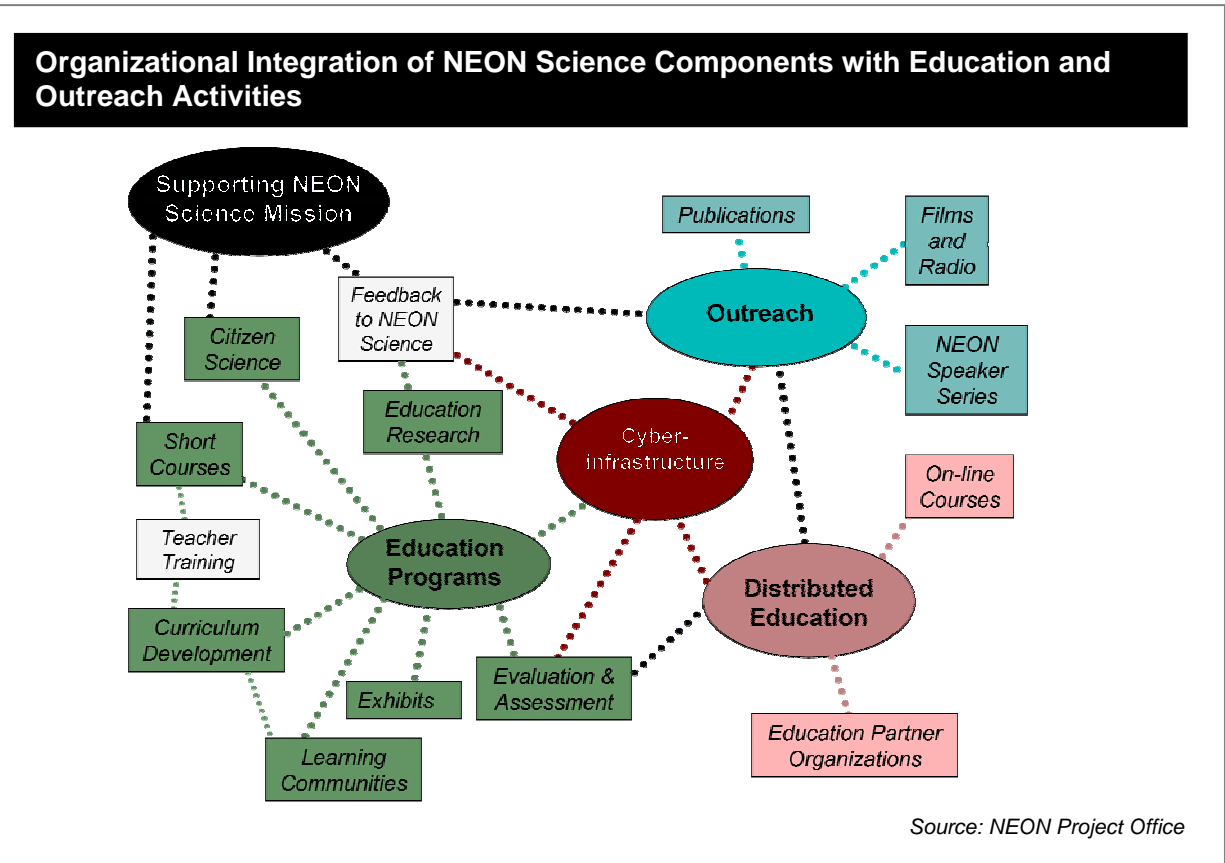 Organizational Integration of NEON Science Components with Education and
Outreach Activities
Supporting NEON
Science Mission
Publications
Films
and
Radio
Feedback
to NEON
Science
Outreach
Citizen
Science
NEON
Speaker
Series
Education
Research
Cyber-
infrastructure
Short
Courses
On-line
Courses
Teacher
Training
Education
Programs
Distributed
Education
Curriculum
Development
Evaluation &
Assessment
Exhibits
Education Partner
Organizations
Learning
Communities
Source: NEON Project Office